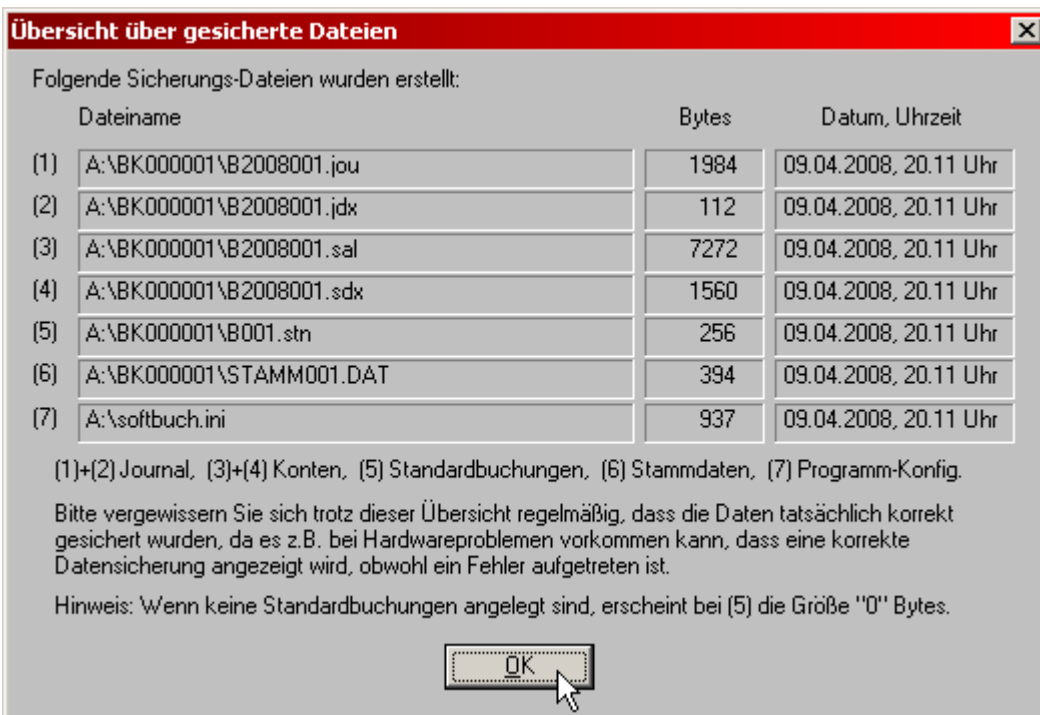 Übersicht über gesicherte Dateien
Folgende Sicherungs-Dateien wurden erstellt:
Dateiname Bytes Datum, Uhrzeit
(1) A:\BK000001\B2008001.jou 1984 09.04.2008, 20.11 Uhr
(2) A:\BK000001\B2008001.jdx 112 09.04.2008, 20.11 Uhr
(3) A:\BK000001\B2008001.sal 7272 09.04.2008, 20.11 Uhr
(4) A:\BK000001\B2008001.sdx 1560 09.04.2008, 20.11 Uhr
(5) A:\BK000001\B001.stn 256 09.04.2008, 20.11 Uhr
(6) A:\BK000001\STAMM001.DAT 394 09.04.2008, 20.11 Uhr
(7) A:\softbuch.ini 937 09.04.2008, 20.11 Uhr
(1)+(2) Journal, (3)+(4) Konten, (5) Standardbuchungen, (6) Stammdaten, (7) Programm-Konfig.
Bitte vergewissern Sie sich trotz dieser Übersicht regelmäßig, dass die Daten tatsächlich korrekt
gesichert wurden, da es z.B. bei Hardwareproblemen vorkommen kann, dass eine korrekte
Datensicherung angezeigt wird, obwohl ein Fehler aufgetreten ist.
Hinweis: Wenn keine Standardbuchungen angelegt sind, erscheint bei (5) die Größe "0" Bytes.
OK